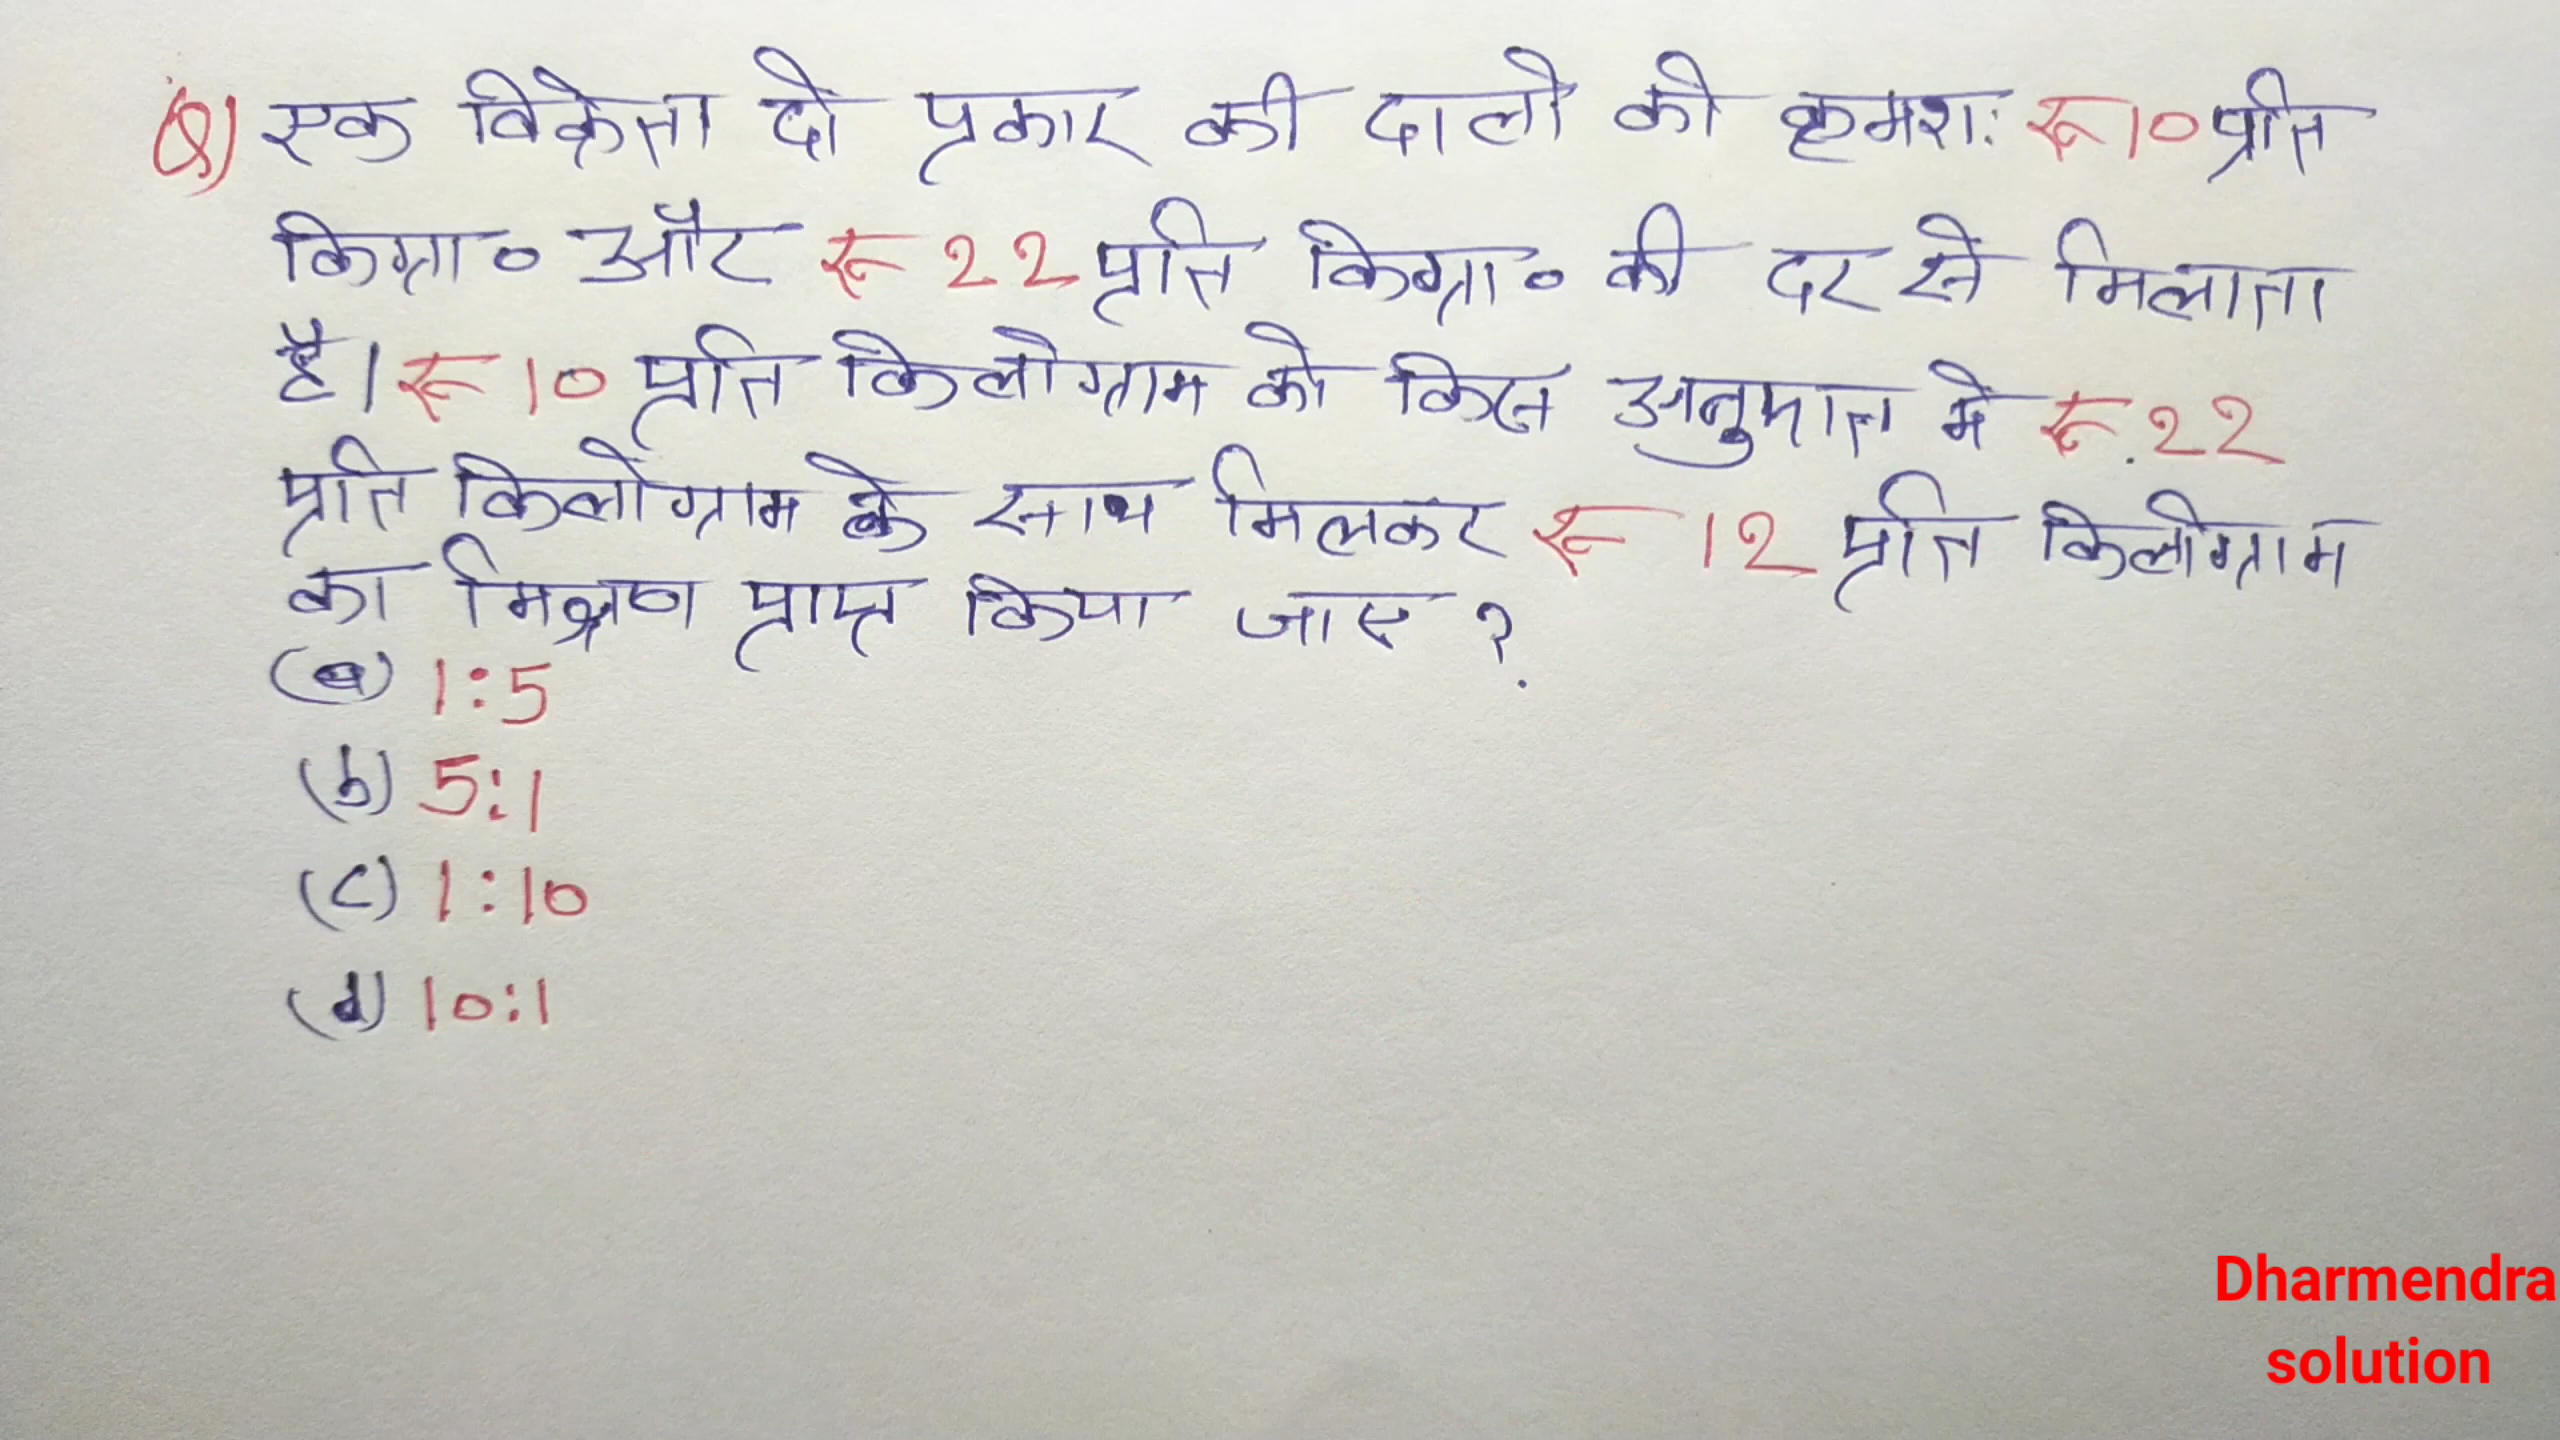 Q) एक विक्रेता दो प्रकार की दालो को क्रमशः रू 10 प्रति
किग्रा० और रू 22 प्रति किग्रा० की दर से मिलाता
है। रू 10 प्रति किलोग्राम को किस अनुपात मे रू. 22
प्रति किलोग्राम के साथ मिलकर रू 12 प्रति किलोग्राम
का मिश्रण प्राप्त किया जाए ?
(a) 1:5
(b) 5:1
(c) 1:10
(d) 10:1
Dharmendra
solution